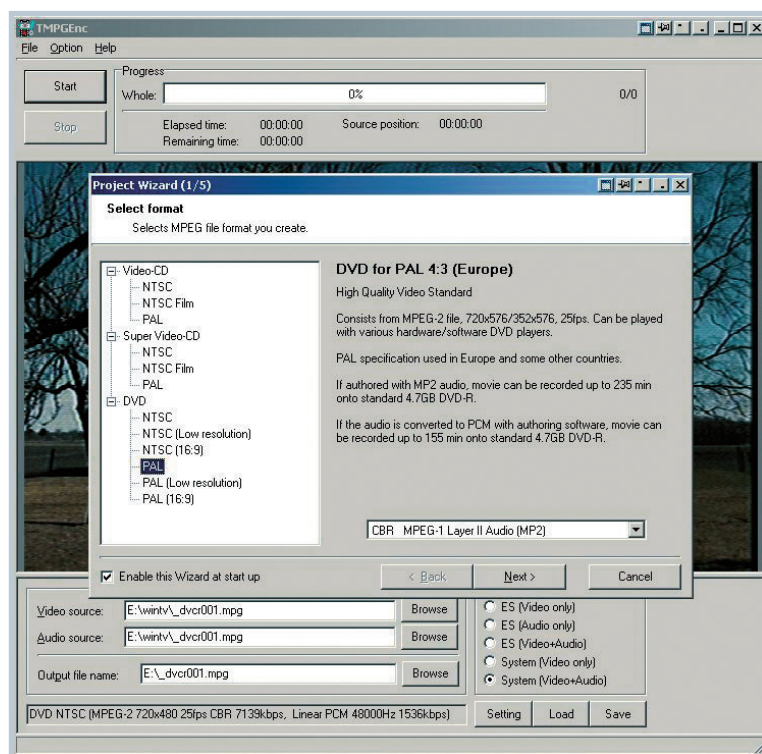 TMPGEnc
File Option Help
Start
Progress
Whole: 0% 0/0
Stop
Elapsed time: 00:00:00 Source position: 00:00:00
Remaining time: 00:00:00
Project Wizard (1/5)
Select format
Selects MPEG file format you create.
Video-CD
NTSC
NTSC Film
PAL
Super Video-CD
NTSC
NTSC Film
PAL
DVD
NTSC
NTSC (Low resolution)
NTSC (16:9)
PAL
PAL (Low resolution)
PAL (16:9)
DVD for PAL 4:3 (Europe)
High Quality Video Standard
Consists from MPEG-2 file, 720x576/352x576, 25fps. Can be played
with various hardware/software DVD players.
PAL specification used in Europe and some other countries.
If authored with MP2 audio, movie can be recorded up to 235 min
onto standard 4.7GB DVD-R.
If the audio is converted to PCM with authoring software, movie can
be recorded up to 155 min onto standard 4.7GB DVD-R.
CBR MPEG-1 Layer II Audio (MP2)
Enable this Wizard at start up
< Back Next > Cancel
Video source: E:\wintv\_dvcr001.mpg Browse
Audio source: E:\wintv\_dvcr001.mpg Browse
Output file name: E:\_dvcr001.mpg Browse
ES (Video only)
ES (Audio only)
ES (Video+Audio)
System (Video only)
System (Video+Audio)
DVD NTSC (MPEG-2 720x480 25fps CBR 7139kbps, Linear PCM 48000Hz 1536kbps) Setting Load Save